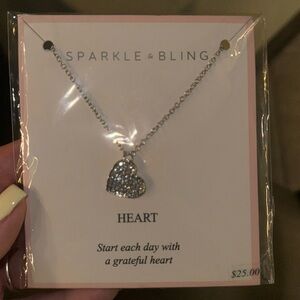 SPARKLE & BLING
HEART
Start each day with
a grateful heart
$25.00